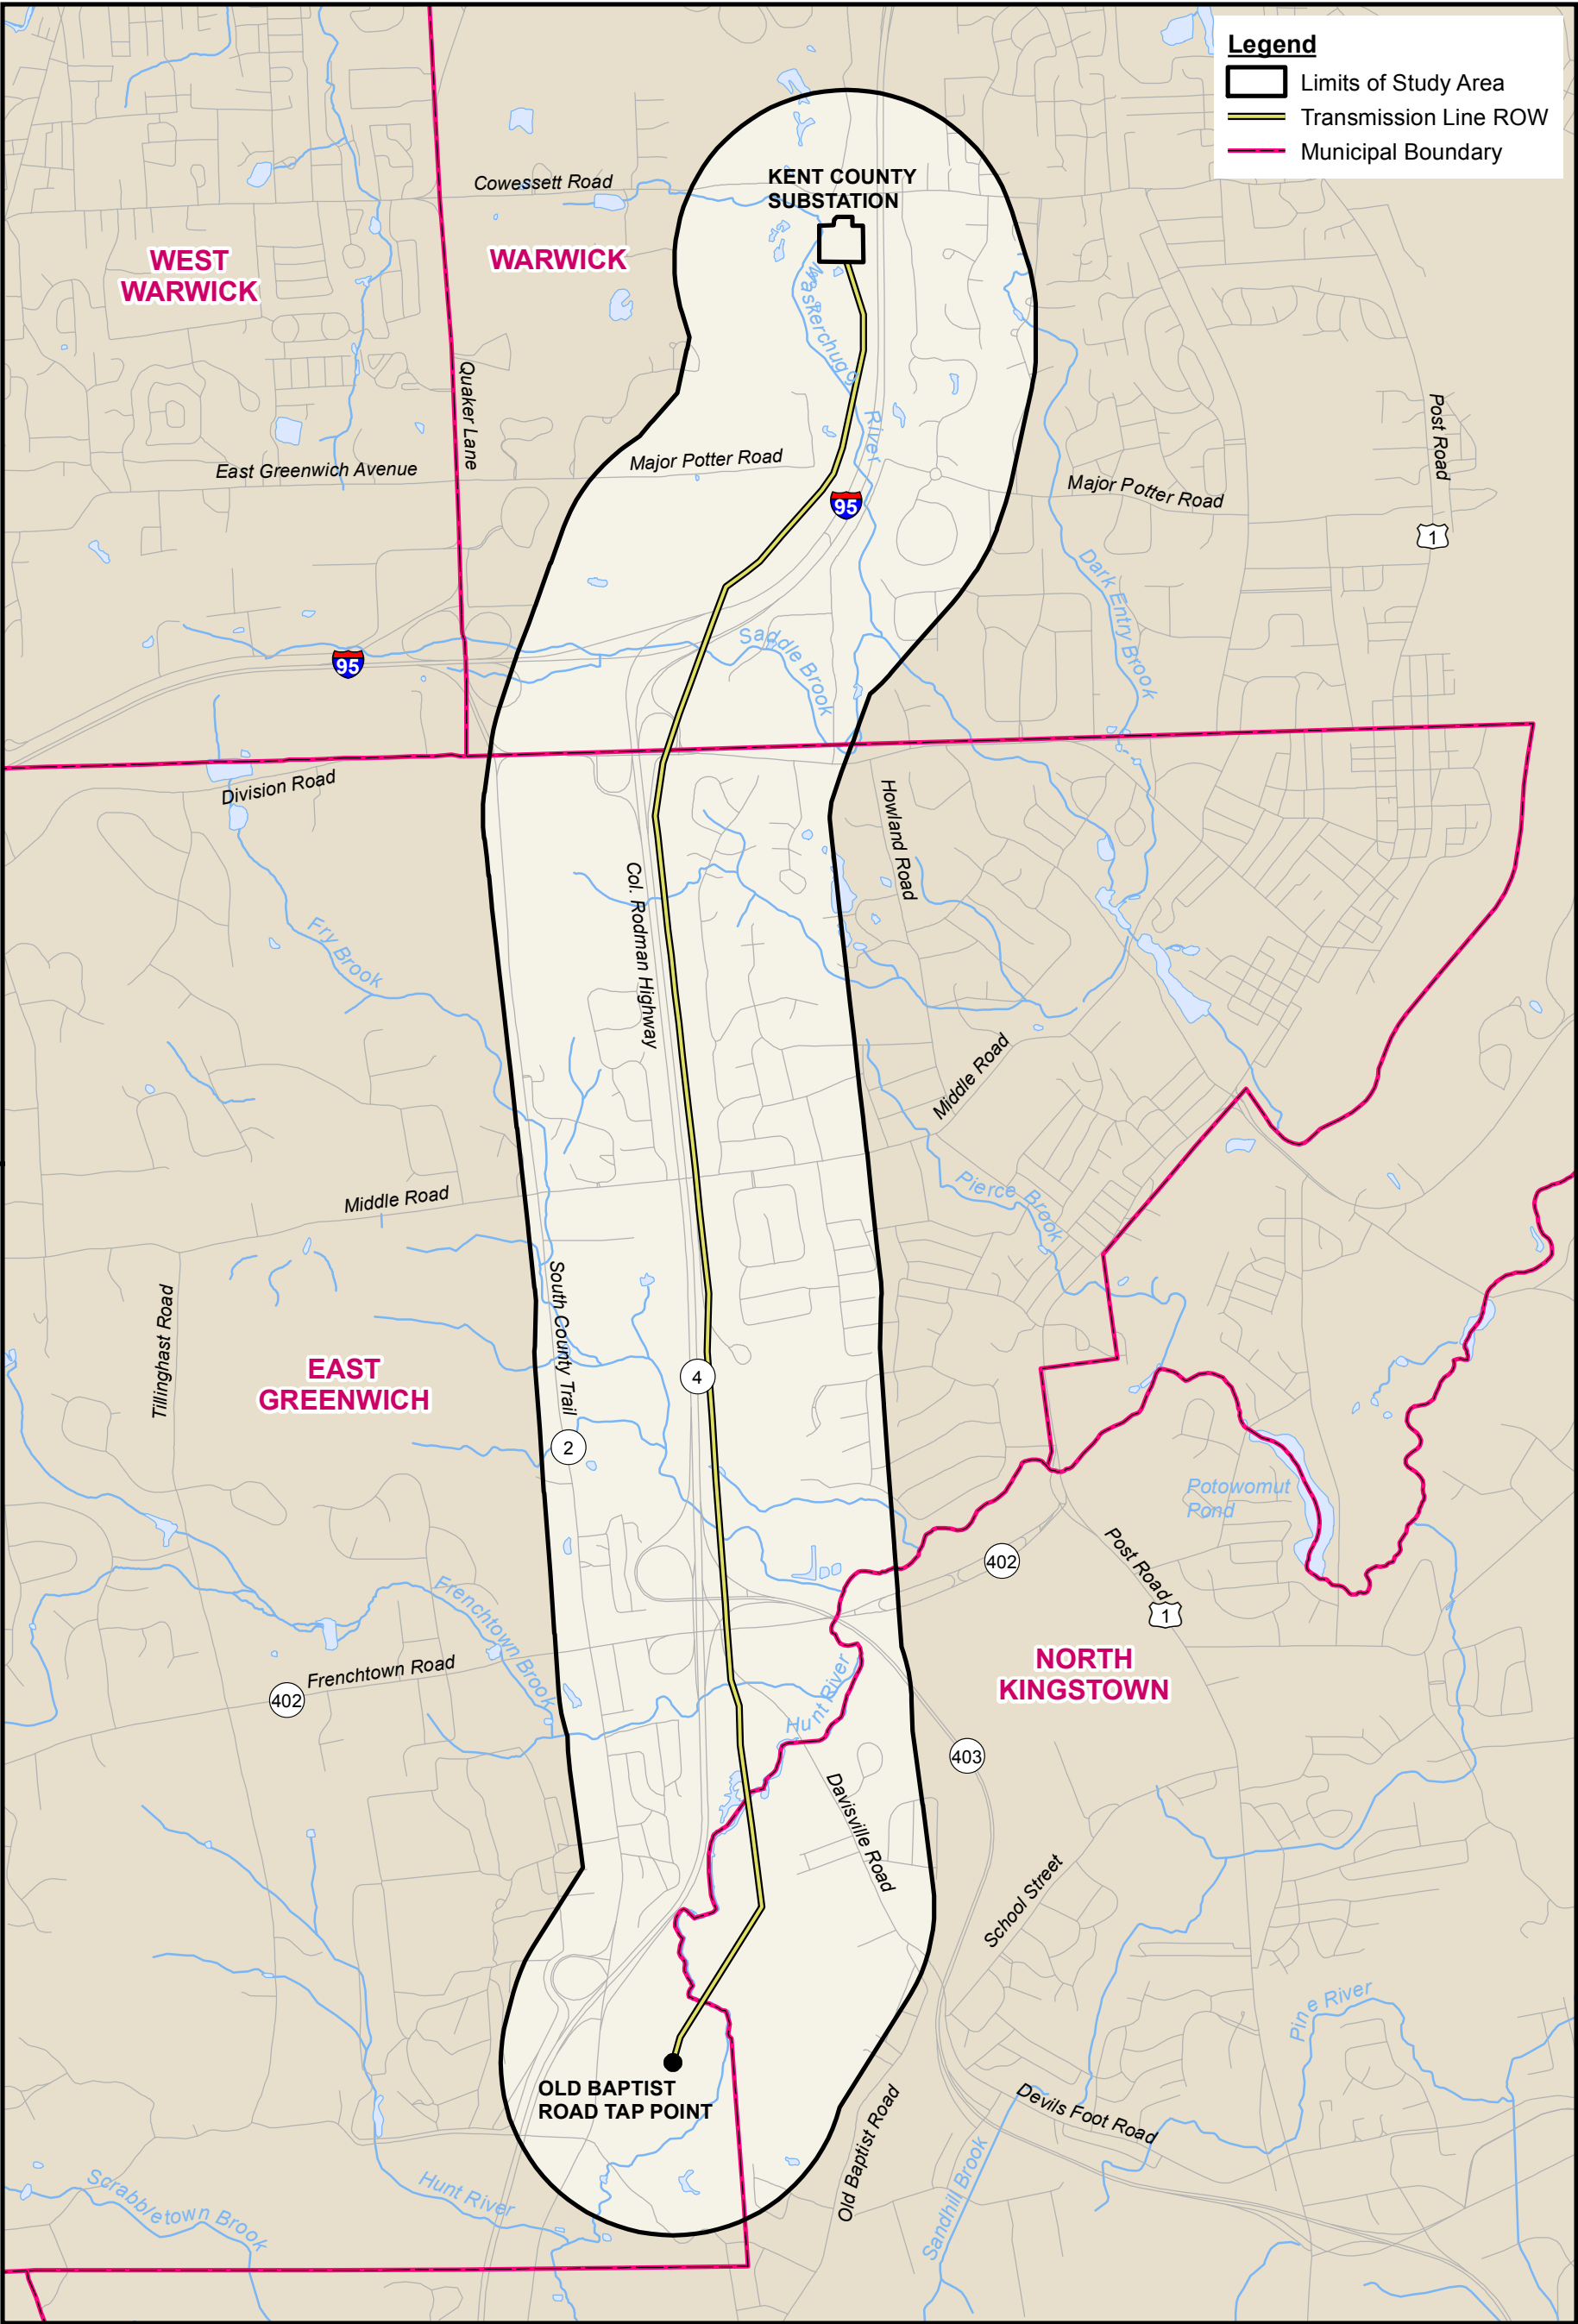 Legend
Limits of Study Area
Transmission Line ROW
Municipal Boundary
KENT COUNTY
SUBSTATION
Cowessett Road
WEST
WARWICK
WARWICK
Maskerchugg
River
Quaker Lane
Post Road
East Greenwich Avenue
Major Potter Road
Major Potter Road
95
1
Dark Entry Brook
Saddle Brook
95
Division Road
Howland Road
Col. Rodman Highway
Fry Brook
Middle Road
Pierce Brook
Middle Road
South County Trail
Tillinghast Road
EAST
GREENWICH
4
2
Potowomut
Pond
402
Post Road
1
Frenchtown Brook
Frenchtown Road
402
NORTH
KINGSTOWN
Hunt River
403
Davisville Road
School Street
Pine River
OLD BAPTIST
ROAD TAP POINT
Devils Foot Road
Old Baptist Road
Sandhill Brook
Hunt River
Scrabbletown Brook